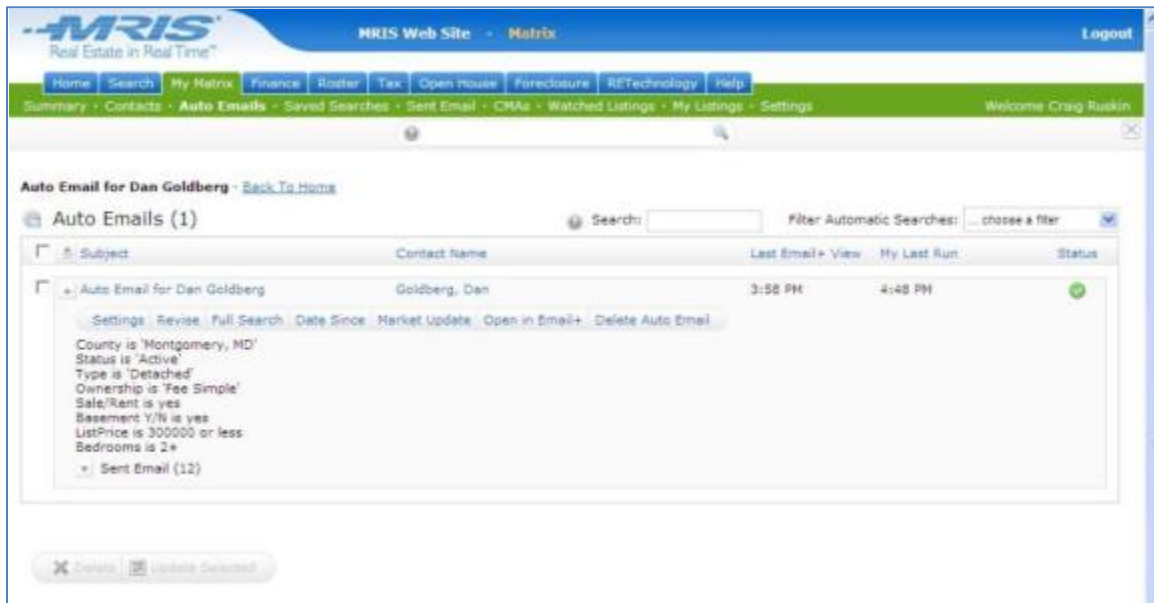 MRIS
Real Estate in Real Time™
MRIS Web Site - Matrix
Logout
Home Search My Matrix Finance Roster Tax Open House Foreclosure RETechnology Help
Summary · Contacts · Auto Emails · Saved Searches · Sent Email · CMAs · Watched Listings · My Listings · Settings
Welcome Craig Ruskin
Auto Email for Dan Goldberg - Back To Home
Auto Emails (1)
Search:
Filter Automatic Searches: ... choose a filter
Subject Contact Name Last Email+ View My Last Run Status
Auto Email for Dan Goldberg Goldberg, Dan 3:58 PM 4:48 PM
Settings Revise Full Search Date Since Market Update Open in Email+ Delete Auto Email
County is 'Montgomery, MD'
Status is 'Active'
Type is 'Detached'
Ownership is 'Fee Simple'
Sale/Rent is yes
Basement Y/N is yes
ListPrice is 300000 or less
Bedrooms is 2+
Sent Email (12)
Delete Update Selected